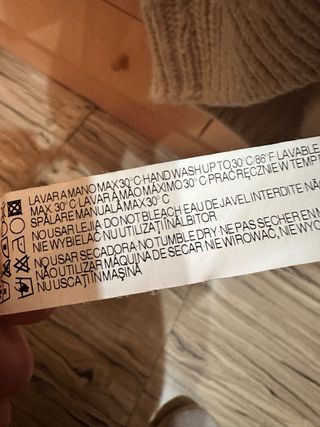 LAVAR A MANO MAX 30°C HAND WASH UP TO 30°C/86°F LAVABLE
MAX. 30° C LAVAR A MÃO MÁXIMO 30° C PRAĆ RĘCZNIE W TEMP
SPĂLARE MANUALĂ MAX 30° C
NO USAR LEJIA DO NOT BLEACH EAU DE JAVEL INTERDITE NÃO
NIE WYBIELAĆ NU UTILIZAȚI ÎNĂLBITOR
NO USAR SECADORA NO TUMBLE DRY NE PAS SECHER EN
NÃO UTILIZAR MÁQUINA DE SECAR NIE WIROWAĆ, NIE WYC
NU USCAȚI ÎN MAȘINĂ